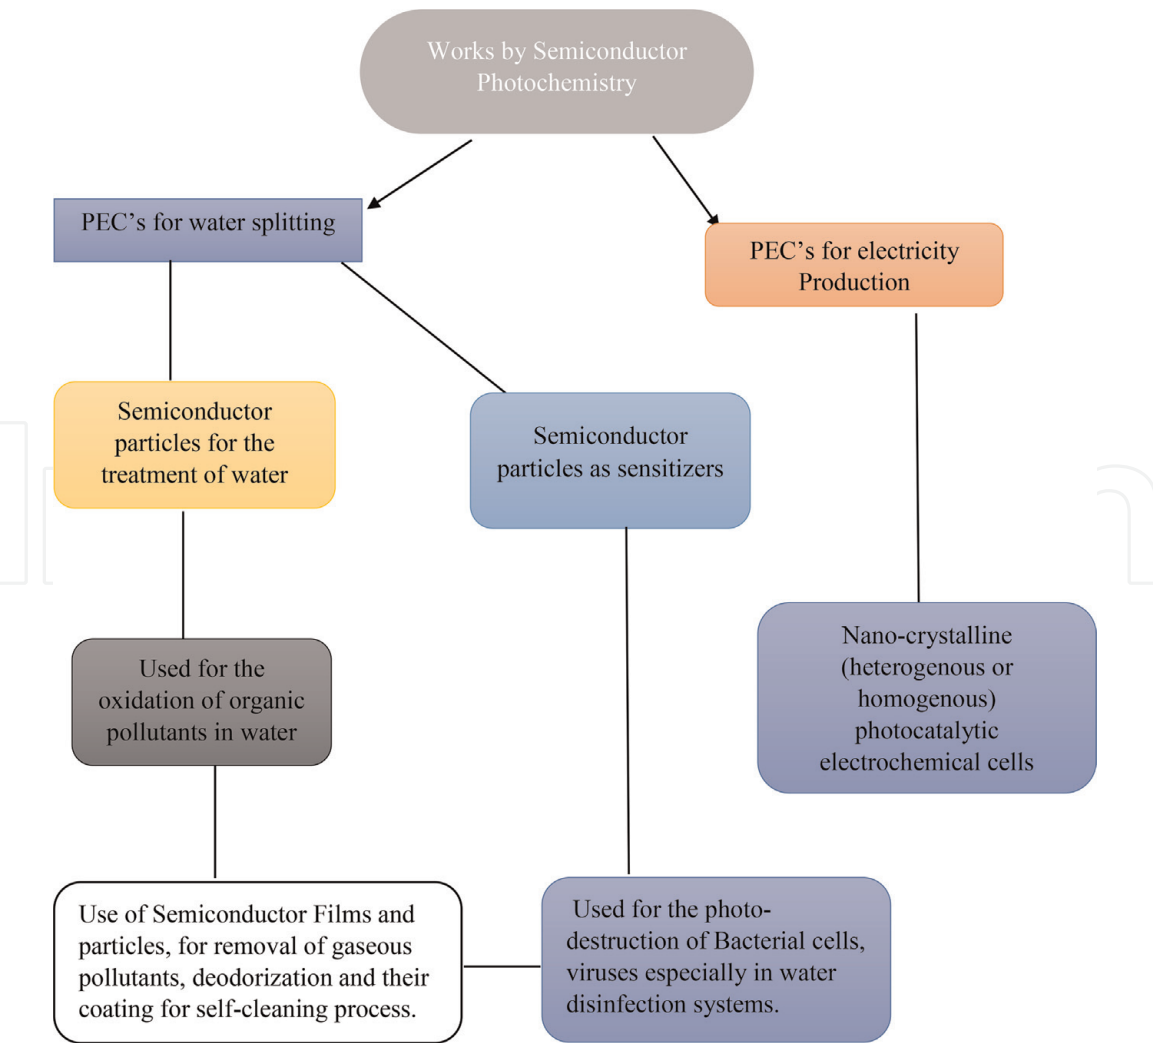 Works by Semiconductor
Photochemistry
PEC's for water splitting
PEC's for electricity
Production
Semiconductor
particles for the
treatment of water
Semiconductor
particles as sensitizers
Used for the
oxidation of organic
pollutants in water
Nano-crystalline
(heterogenous or
homogenous)
photocatalytic
electrochemical cells
Use of Semiconductor Films and
particles, for removal of gaseous
pollutants, deodorization and their
coating for self-cleaning process.
Used for the photo-
destruction of Bacterial cells,
viruses especially in water
disinfection systems.